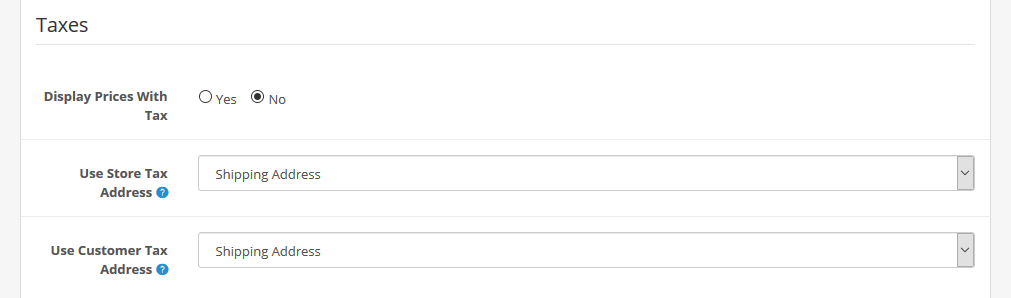 Taxes
Display Prices With
Tax
Yes No
Use Store Tax
Address ?
Shipping Address
Use Customer Tax
Address ?
Shipping Address